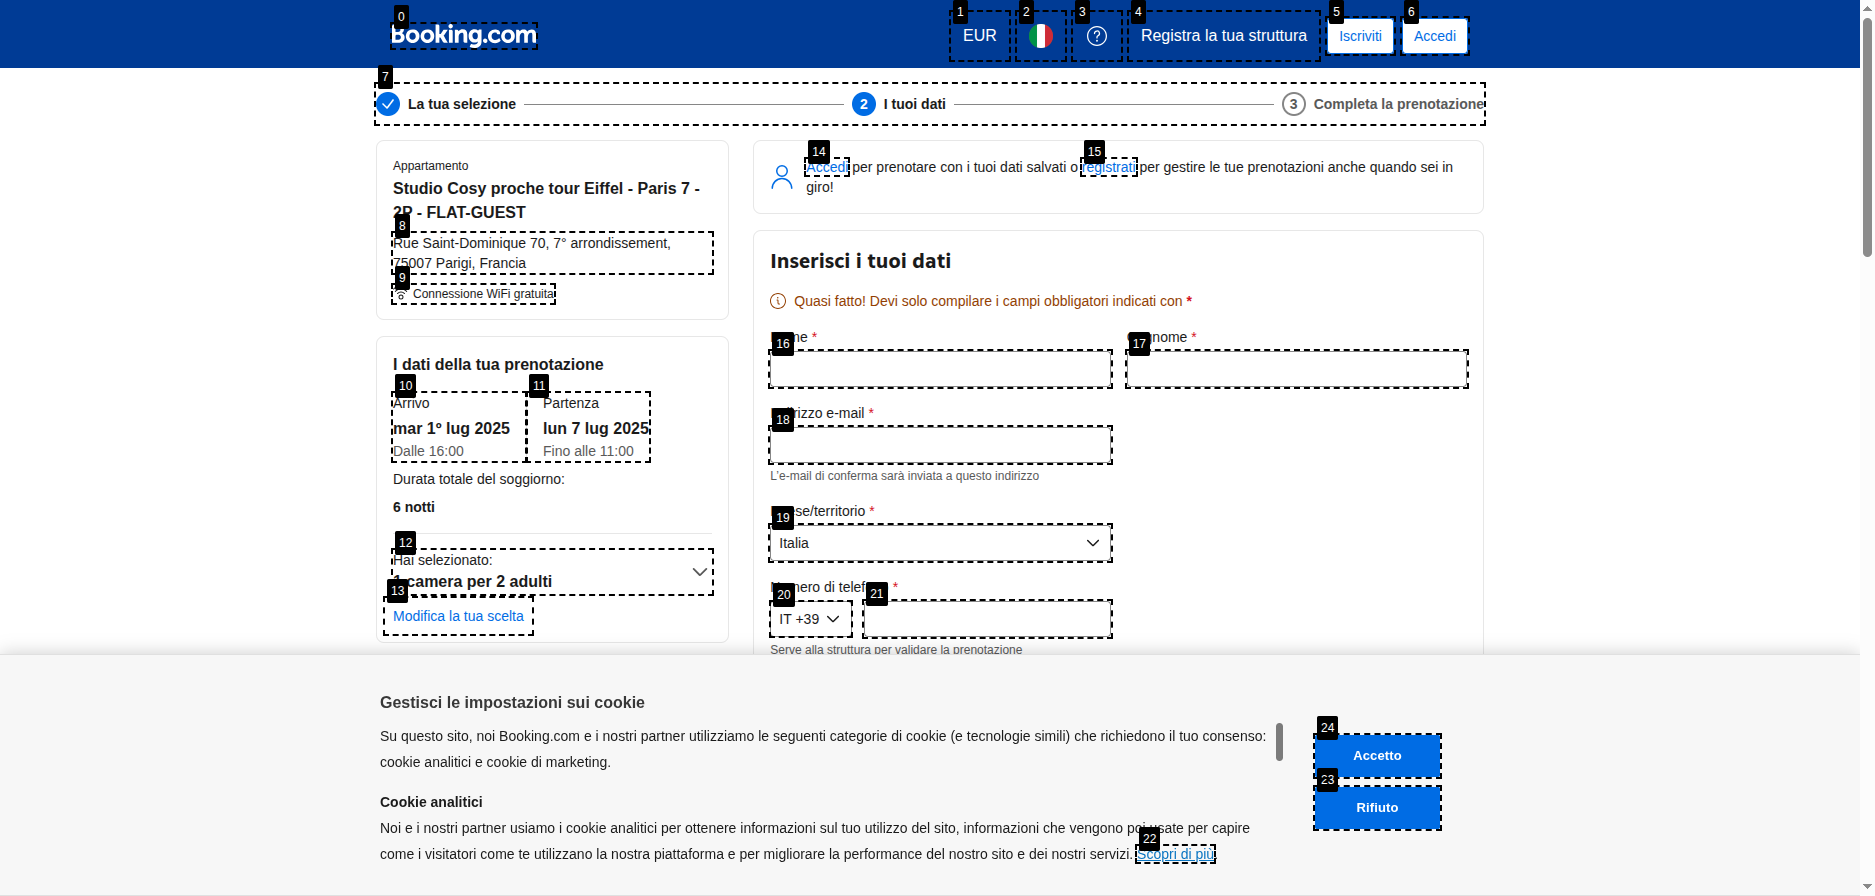 Booking.com
EUR
Registra la tua struttura
Iscriviti
Accedi
La tua selezione
2 I tuoi dati
3 Completa la prenotazione
Appartamento
Studio Cosy proche tour Eiffel - Paris 7 -
2P - FLAT-GUEST
Rue Saint-Dominique 70, 7° arrondissement,
75007 Parigi, Francia
Connessione WiFi gratuita
I dati della tua prenotazione
Arrivo
mar 1º lug 2025
Dalle 16:00
Partenza
lun 7 lug 2025
Fino alle 11:00
Durata totale del soggiorno:
6 notti
Hai selezionato:
1 camera per 2 adulti
Modifica la tua scelta
Accedi per prenotare con i tuoi dati salvati o registrati per gestire le tue prenotazioni anche quando sei in
giro!
Inserisci i tuoi dati
Quasi fatto! Devi solo compilare i campi obbligatori indicati con *
Nome *
Cognome *
Indirizzo e-mail *
L'e-mail di conferma sarà inviata a questo indirizzo
Paese/territorio *
Italia
Numero di telefono *
IT +39
Serve alla struttura per validare la prenotazione
Gestisci le impostazioni sui cookie
Su questo sito, noi Booking.com e i nostri partner utilizziamo le seguenti categorie di cookie (e tecnologie simili) che richiedono il tuo consenso:
cookie analitici e cookie di marketing.
Cookie analitici
Noi e i nostri partner usiamo i cookie analitici per ottenere informazioni sul tuo utilizzo del sito, informazioni che vengono poi usate per capire
come i visitatori come te utilizzano la nostra piattaforma e per migliorare la performance del nostro sito e dei nostri servizi. Scopri di più.
Accetto
Rifiuto
0
1
2
3
4
5
6
7
8
9
10
11
12
13
14
15
16
17
18
19
20
21
22
23
24